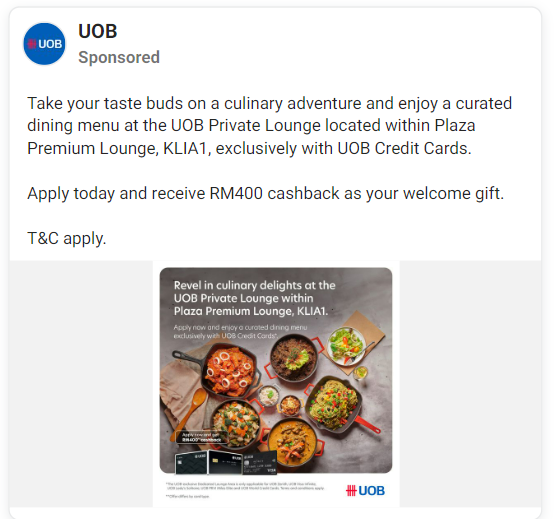 UOB
UOB
Sponsored
Take your taste buds on a culinary adventure and enjoy a curated
dining menu at the UOB Private Lounge located within Plaza
Premium Lounge, KLIA1, exclusively with UOB Credit Cards.
Apply today and receive RM400 cashback as your welcome gift.
T&C apply.
Revel in culinary delights at the
UOB Private Lounge within
Plaza Premium Lounge, KLIA1.
Apply now and enjoy a curated dining menu
exclusively with UOB Credit Cards*.
Apply now and get
RM400** cashback
UOB